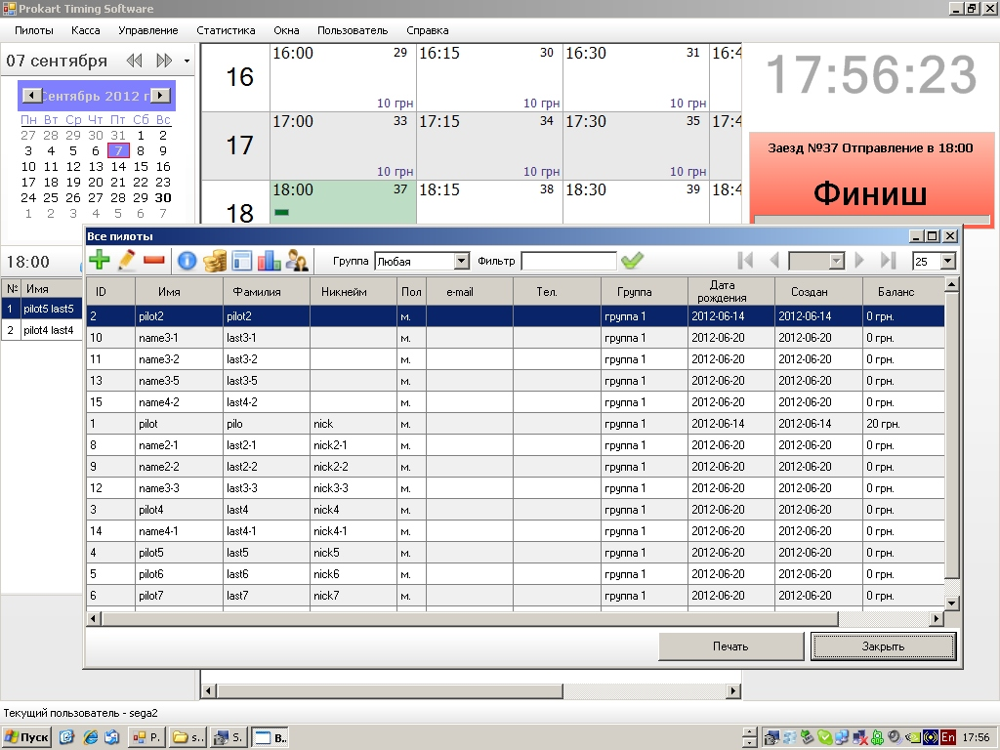 Prokart Timing Software
Пилоты Касса Управление Статистика Окна Пользователь Справка
07 сентября
Сентябрь 2012 г
Пн Вт Ср Чт Пт Сб Вс
27 28 29 30 31 1 2
3 4 5 6 7 8 9
10 11 12 13 14 15 16
17 18 19 20 21 22 23
24 25 26 27 28 29 30
1 2 3 4 5 6 7
16 16:00 29 16:15 30 16:30 31 16:4
10 грн 10 грн 10 грн
17 17:00 33 17:15 34 17:30 35 17:4
10 грн 10 грн 10 грн
18 18:00 37 18:15 38 18:30 39 18:4
17:56:23
Заезд №37 Отправление в 18:00
Финиш
18:00
№ Имя
1 pilot5 last5
2 pilot4 last4
Все пилоты
Группа Любая Фильтр 25
ID Имя Фамилия Никнейм Пол e-mail Тел. Группа Дата рождения Создан Баланс
2 pilot2 pilot2 м. группа 1 2012-06-14 2012-06-14 0 грн.
10 name3-1 last3-1 м. группа 1 2012-06-20 2012-06-20 0 грн.
11 name3-2 last3-2 м. группа 1 2012-06-20 2012-06-20 0 грн.
13 name3-5 last3-5 м. группа 1 2012-06-20 2012-06-20 0 грн.
15 name4-2 last4-2 м. группа 1 2012-06-20 2012-06-20 0 грн.
1 pilot pilo nick м. группа 1 2012-06-14 2012-06-14 20 грн.
8 name2-1 last2-1 nick2-1 м. группа 1 2012-06-20 2012-06-20 0 грн.
9 name2-2 last2-2 nick2-2 м. группа 1 2012-06-20 2012-06-20 0 грн.
12 name3-3 last3-3 nick3-3 м. группа 1 2012-06-20 2012-06-20 0 грн.
3 pilot4 last4 nick4 м. группа 1 2012-06-20 2012-06-20 0 грн.
14 name4-1 last4-1 nick4-1 м. группа 1 2012-06-20 2012-06-20 0 грн.
4 pilot5 last5 nick5 м. группа 1 2012-06-20 2012-06-20 0 грн.
5 pilot6 last6 nick6 м. группа 1 2012-06-20 2012-06-20 0 грн.
6 pilot7 last7 nick7 м. группа 1 2012-06-20 2012-06-20 0 грн.
Печать Закрыть
Текущий пользователь - sega2
Пуск P. s.. S. В.. En 17:56